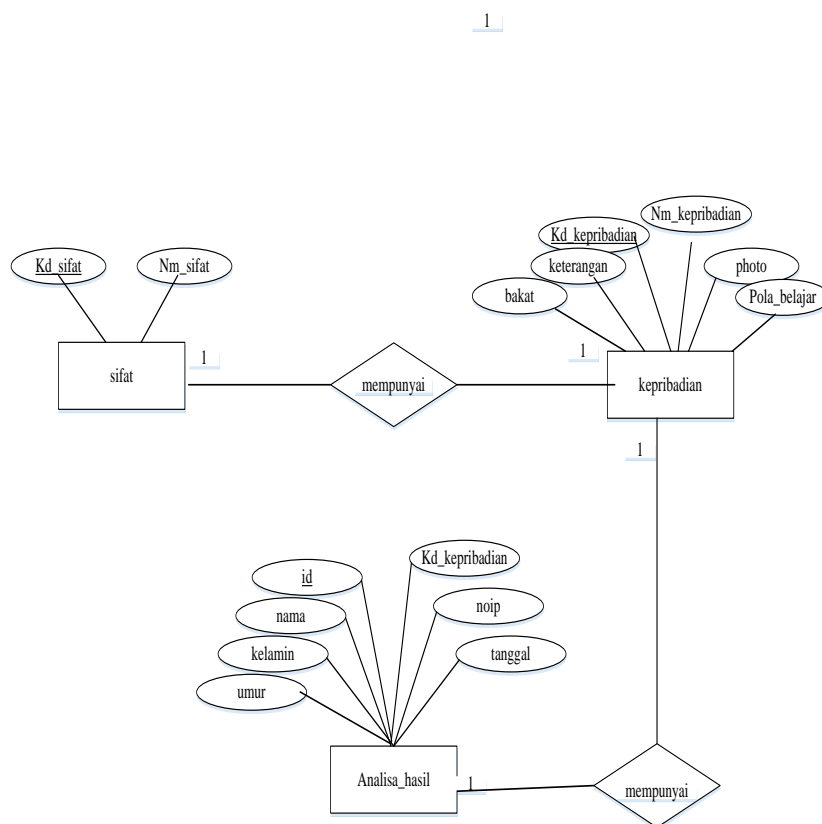 1
Nm_kepribadian
Kd_kepribadian
Kd_sifat
Nm_sifat
keterangan
photo
bakat
Pola_belajar
1
1
sifat
mempunyai
kepribadian
1
Kd_kepribadian
id
nama
noip
kelamin
tanggal
umur
Analisa_hasil
1
mempunyai